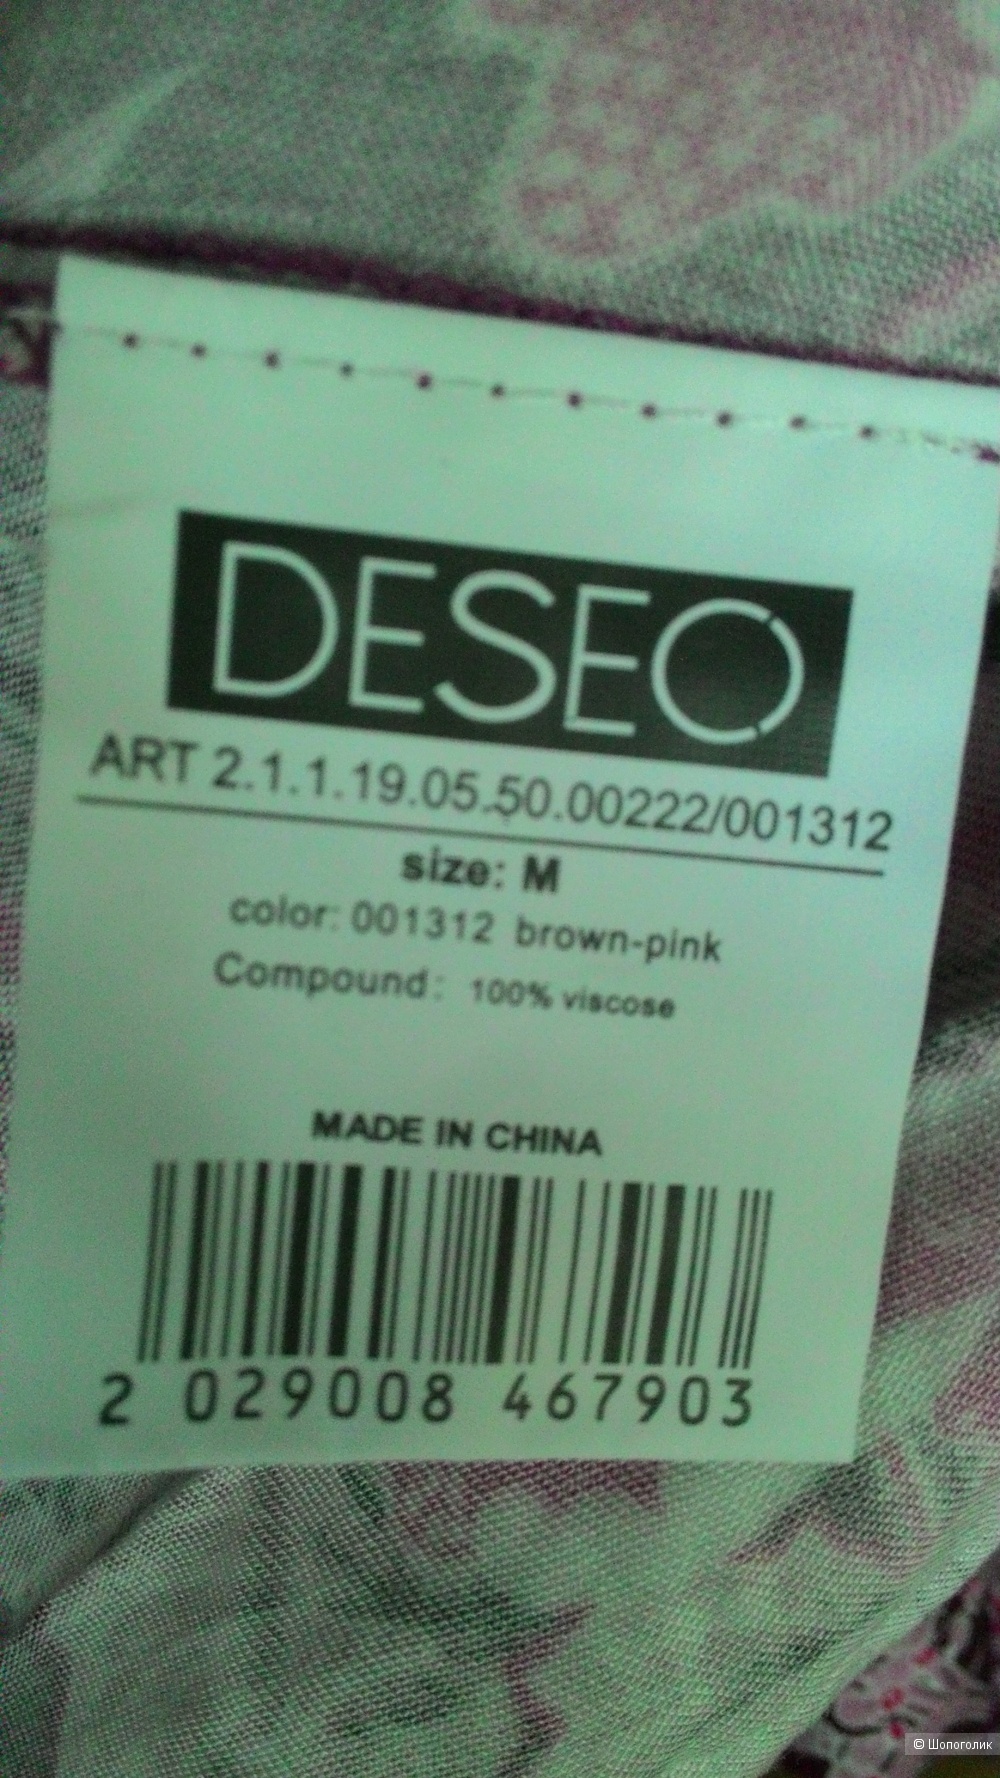 DESEO
ART 2.1.1.19.05.50.00222/001312
size: M
color: 001312 brown-pink
Compound: 100% viscose
MADE IN CHINA
2 029008 467903
© Шопоголик